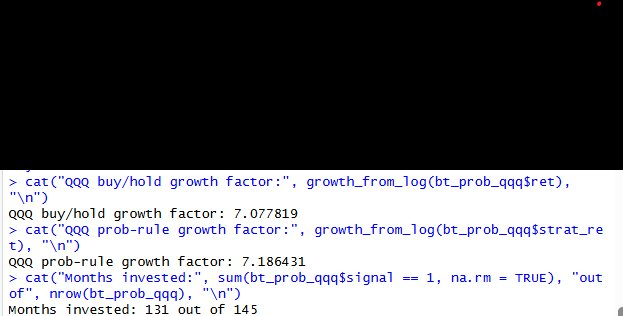 > cat("QQQ buy/hold growth factor:", growth_from_log(bt_prob_qqq$ret),
"\n")
QQQ buy/hold growth factor: 7.077819
> cat("QQQ prob-rule growth factor:", growth_from_log(bt_prob_qqq$strat_re
t), "\n")
QQQ prob-rule growth factor: 7.186431
> cat("Months invested:", sum(bt_prob_qqq$signal == 1, na.rm = TRUE), "out
of", nrow(bt_prob_qqq), "\n")
Months invested: 131 out of 145